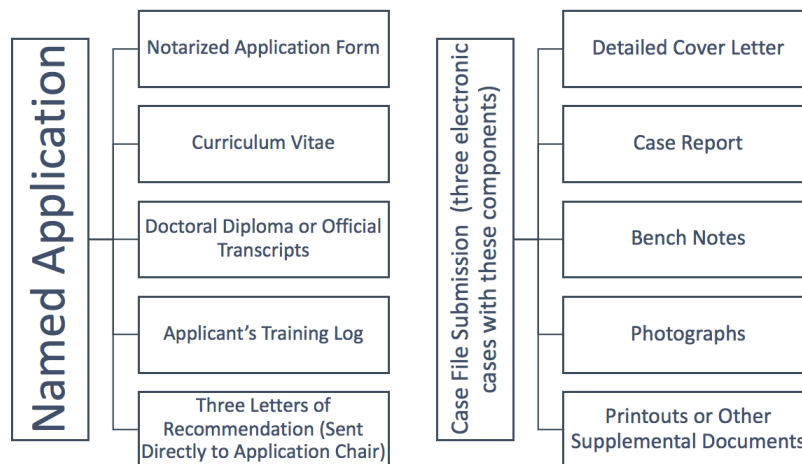 Named Application
Notarized Application Form
Curriculum Vitae
Doctoral Diploma or Official
Transcripts
Applicant's Training Log
Three Letters of
Recommendation (Sent
Directly to Application Chair)
Case File Submission (three electronic
cases with these components)
Detailed Cover Letter
Case Report
Bench Notes
Photographs
Printouts or Other
Supplemental Documents